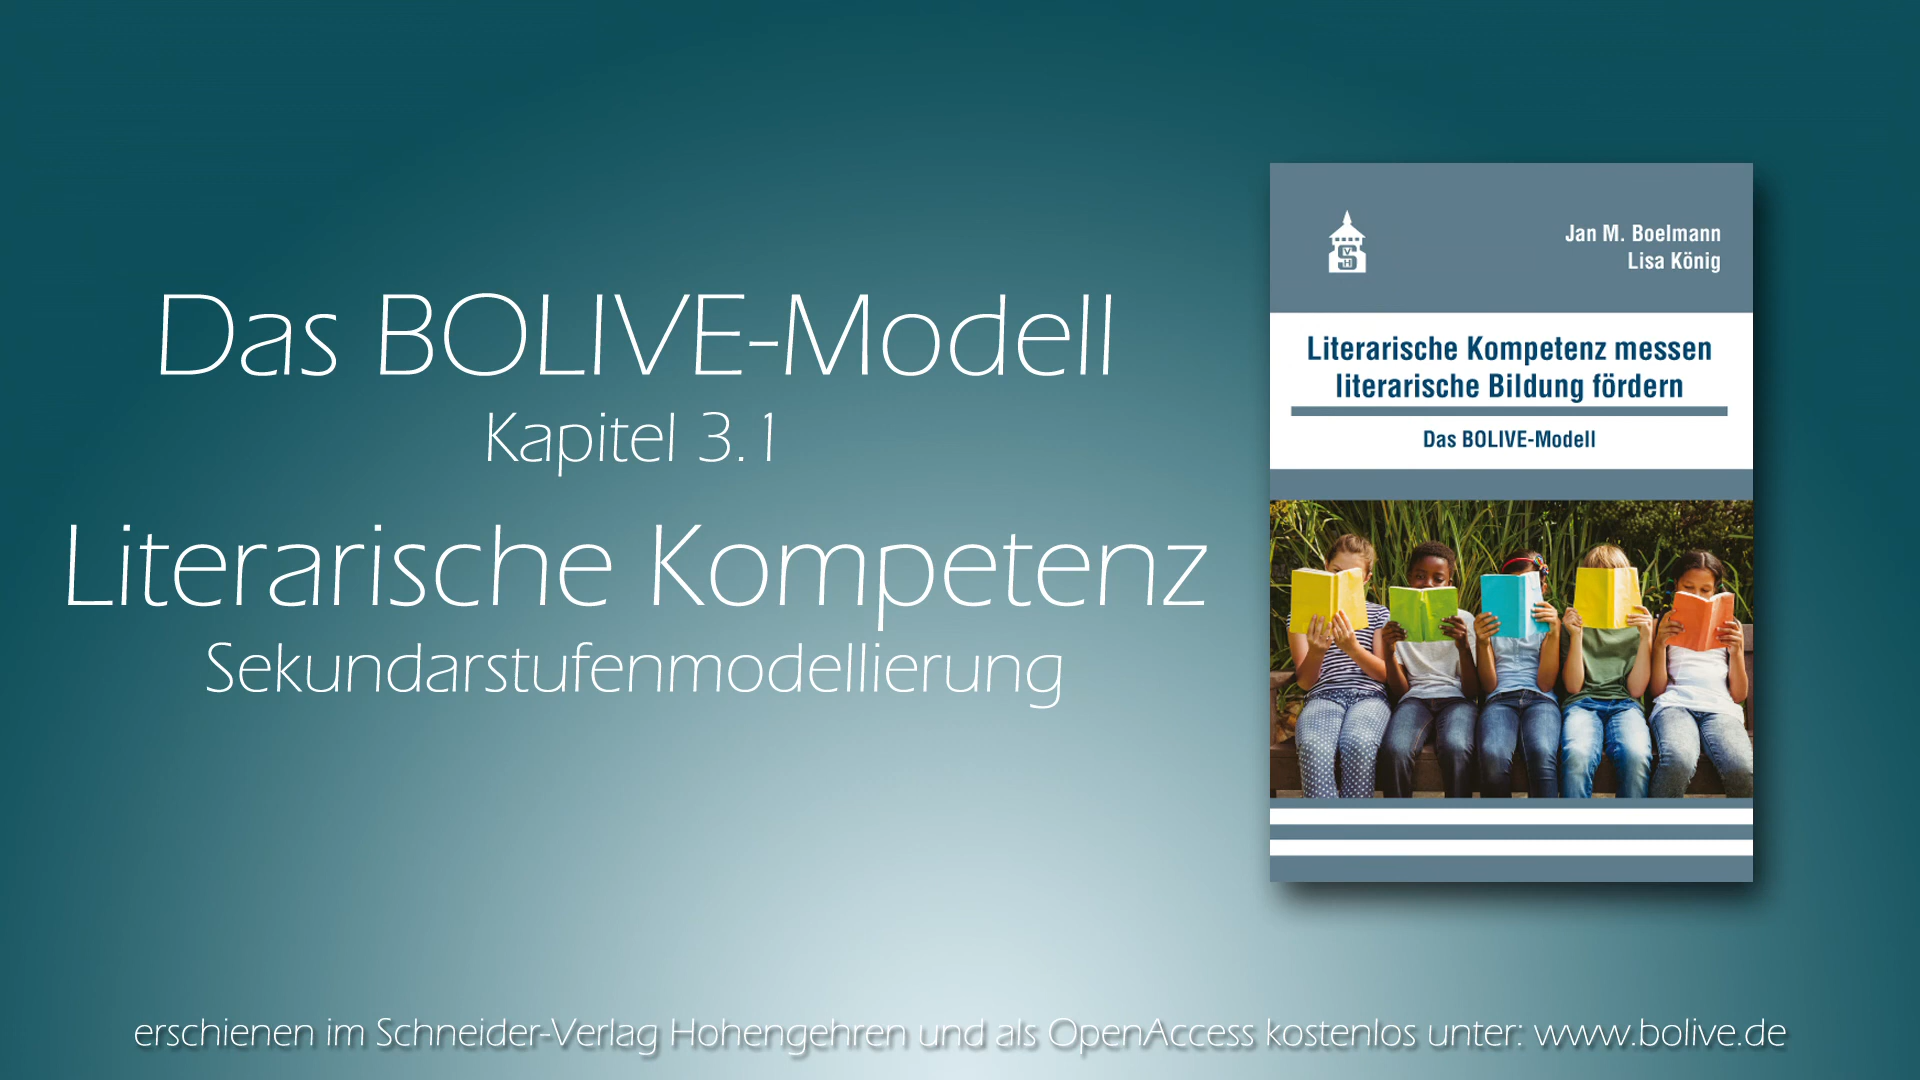 Das BOLIVE-Modell
Kapitel 3.1
Literarische Kompetenz
Sekundarstufenmodellierung
Jan M. Boelmann
Lisa König
S
V
H
Literarische Kompetenz messen
literarische Bildung fördern
Das BOLIVE-Modell
erschienen im Schneider-Verlag Hohengehren und als OpenAccess kostenlos unter: www.bolive.de